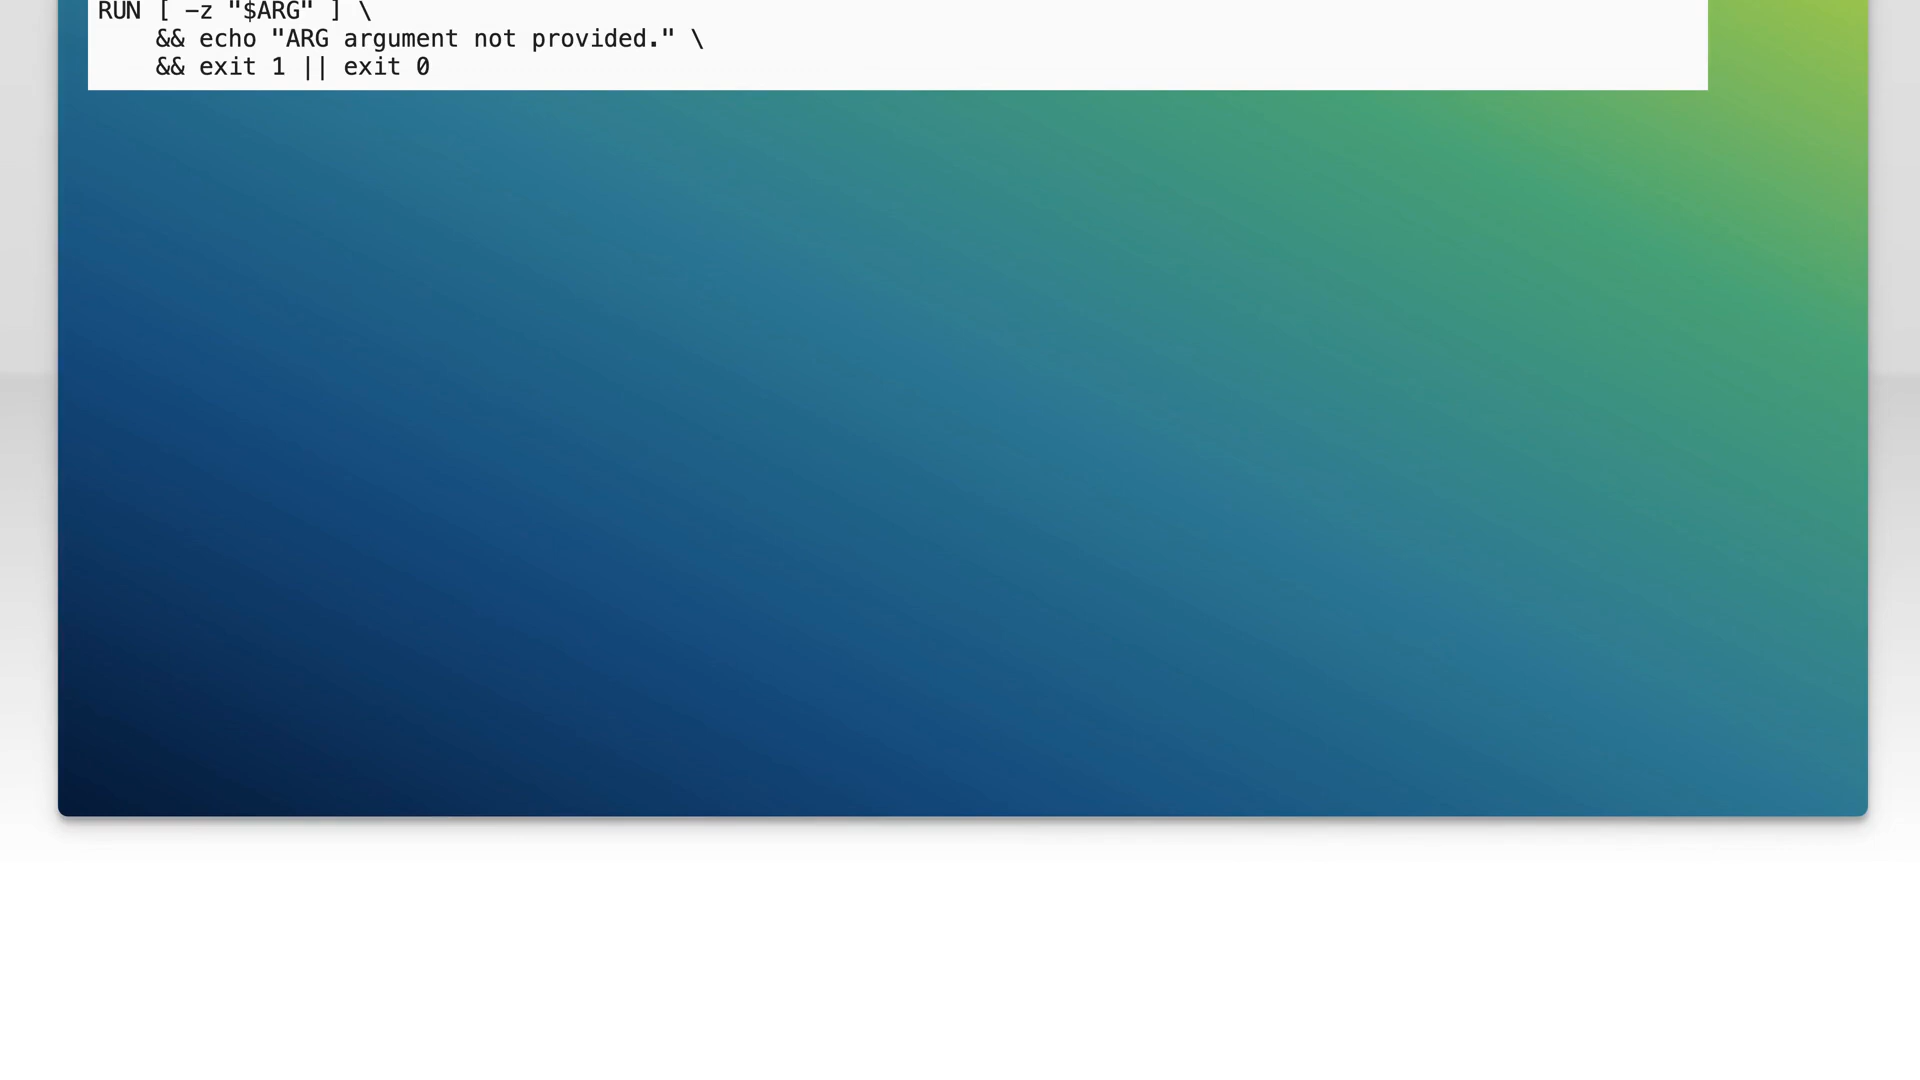 RUN [ -z "$ARG" ] \
    && echo "ARG argument not provided." \
    && exit 1 || exit 0